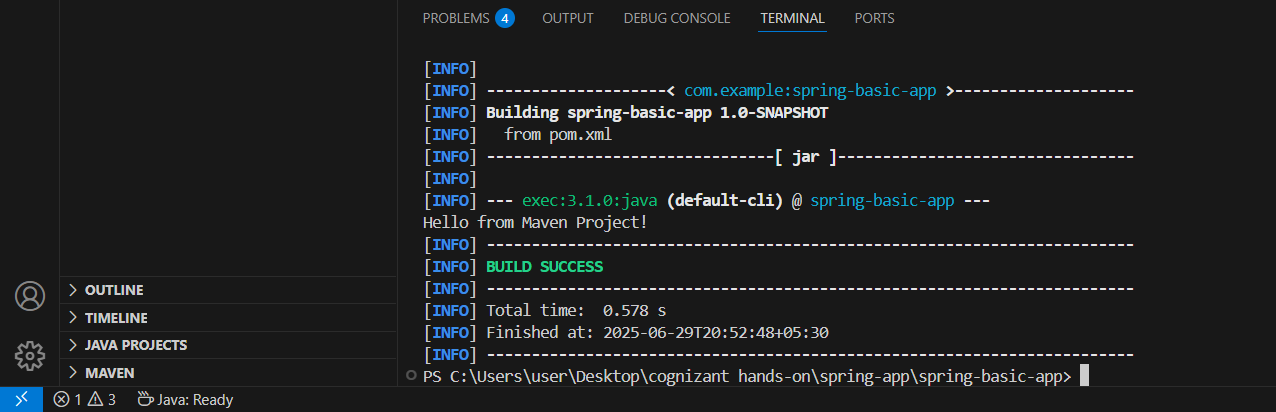 PROBLEMS 4 OUTPUT DEBUG CONSOLE TERMINAL PORTS
[INFO]
[INFO] --------------------< com.example:spring-basic-app >--------------------
[INFO] Building spring-basic-app 1.0-SNAPSHOT
[INFO]   from pom.xml
[INFO] --------------------------------[ jar ]---------------------------------
[INFO]
[INFO] --- exec:3.1.0:java (default-cli) @ spring-basic-app ---
Hello from Maven Project!
[INFO] ------------------------------------------------------------------------
[INFO] BUILD SUCCESS
[INFO] ------------------------------------------------------------------------
[INFO] Total time:  0.578 s
[INFO] Finished at: 2025-06-29T20:52:48+05:30
[INFO] ------------------------------------------------------------------------
PS C:\Users\user\Desktop\cognizant hands-on\spring-app\spring-basic-app>
OUTLINE
TIMELINE
JAVA PROJECTS
MAVEN
1 3 Java: Ready